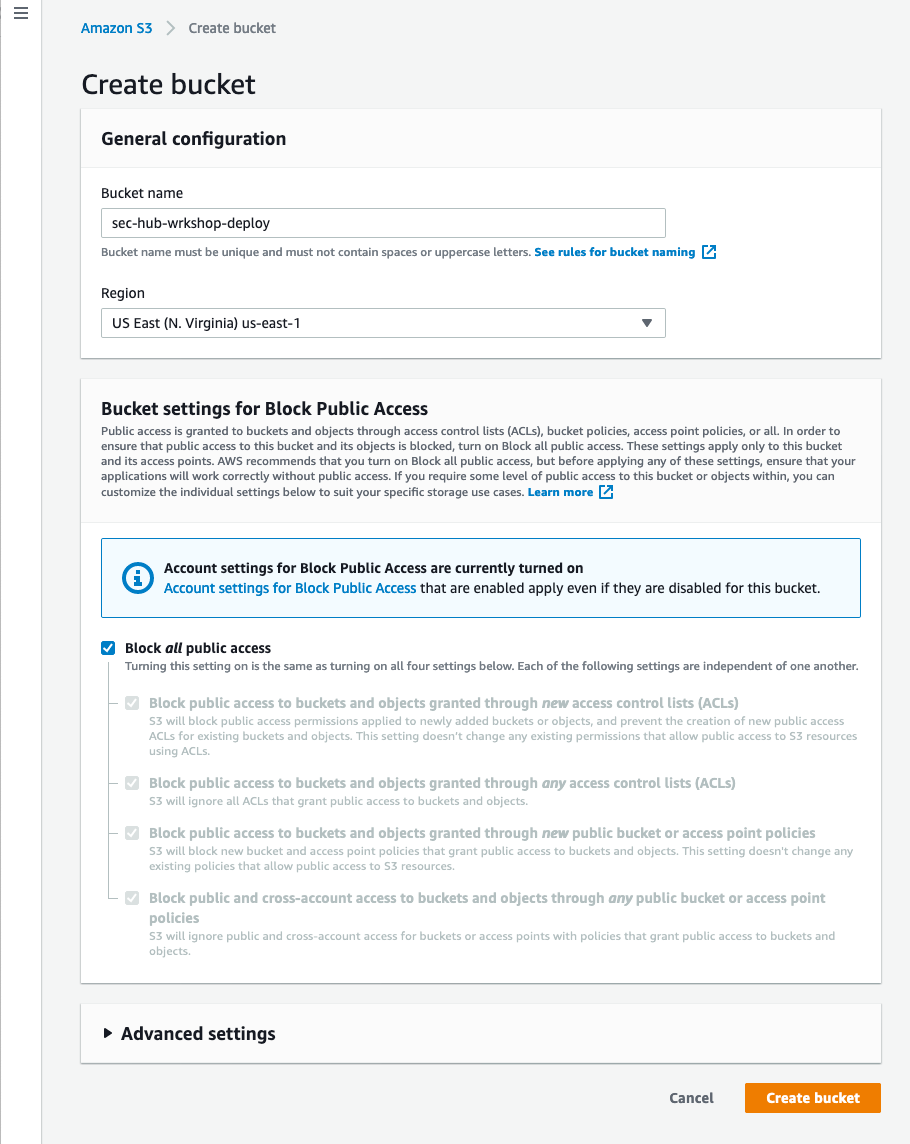 Amazon S3 > Create bucket
Create bucket
General configuration
Bucket name
sec-hub-wrkshop-deploy
Bucket name must be unique and must not contain spaces or uppercase letters. See rules for bucket naming
Region
US East (N. Virginia) us-east-1
Bucket settings for Block Public Access
Public access is granted to buckets and objects through access control lists (ACLs), bucket policies, access point policies, or all. In order to
ensure that public access to this bucket and its objects is blocked, turn on Block all public access. These settings apply only to this bucket
and its access points. AWS recommends that you turn on Block all public access, but before applying any of these settings, ensure that your
applications will work correctly without public access. If you require some level of public access to this bucket or objects within, you can
customize the individual settings below to suit your specific storage use cases. Learn more
Account settings for Block Public Access are currently turned on
Account settings for Block Public Access that are enabled apply even if they are disabled for this bucket.
Block all public access
Turning this setting on is the same as turning on all four settings below. Each of the following settings are independent of one another.
Block public access to buckets and objects granted through new access control lists (ACLs)
S3 will block public access permissions applied to newly added buckets or objects, and prevent the creation of new public access
ACLs for existing buckets and objects. This setting doesn't change any existing permissions that allow public access to S3 resources
using ACLs.
Block public access to buckets and objects granted through any access control lists (ACLs)
S3 will ignore all ACLs that grant public access to buckets and objects.
Block public access to buckets and objects granted through new public bucket or access point policies
S3 will block new bucket and access point policies that grant public access to buckets and objects. This setting doesn't change any
existing policies that allow public access to S3 resources.
Block public and cross-account access to buckets and objects through any public bucket or access point
policies
S3 will ignore public and cross-account access for buckets or access points with policies that grant public access to buckets and
objects.
Advanced settings
Cancel
Create bucket